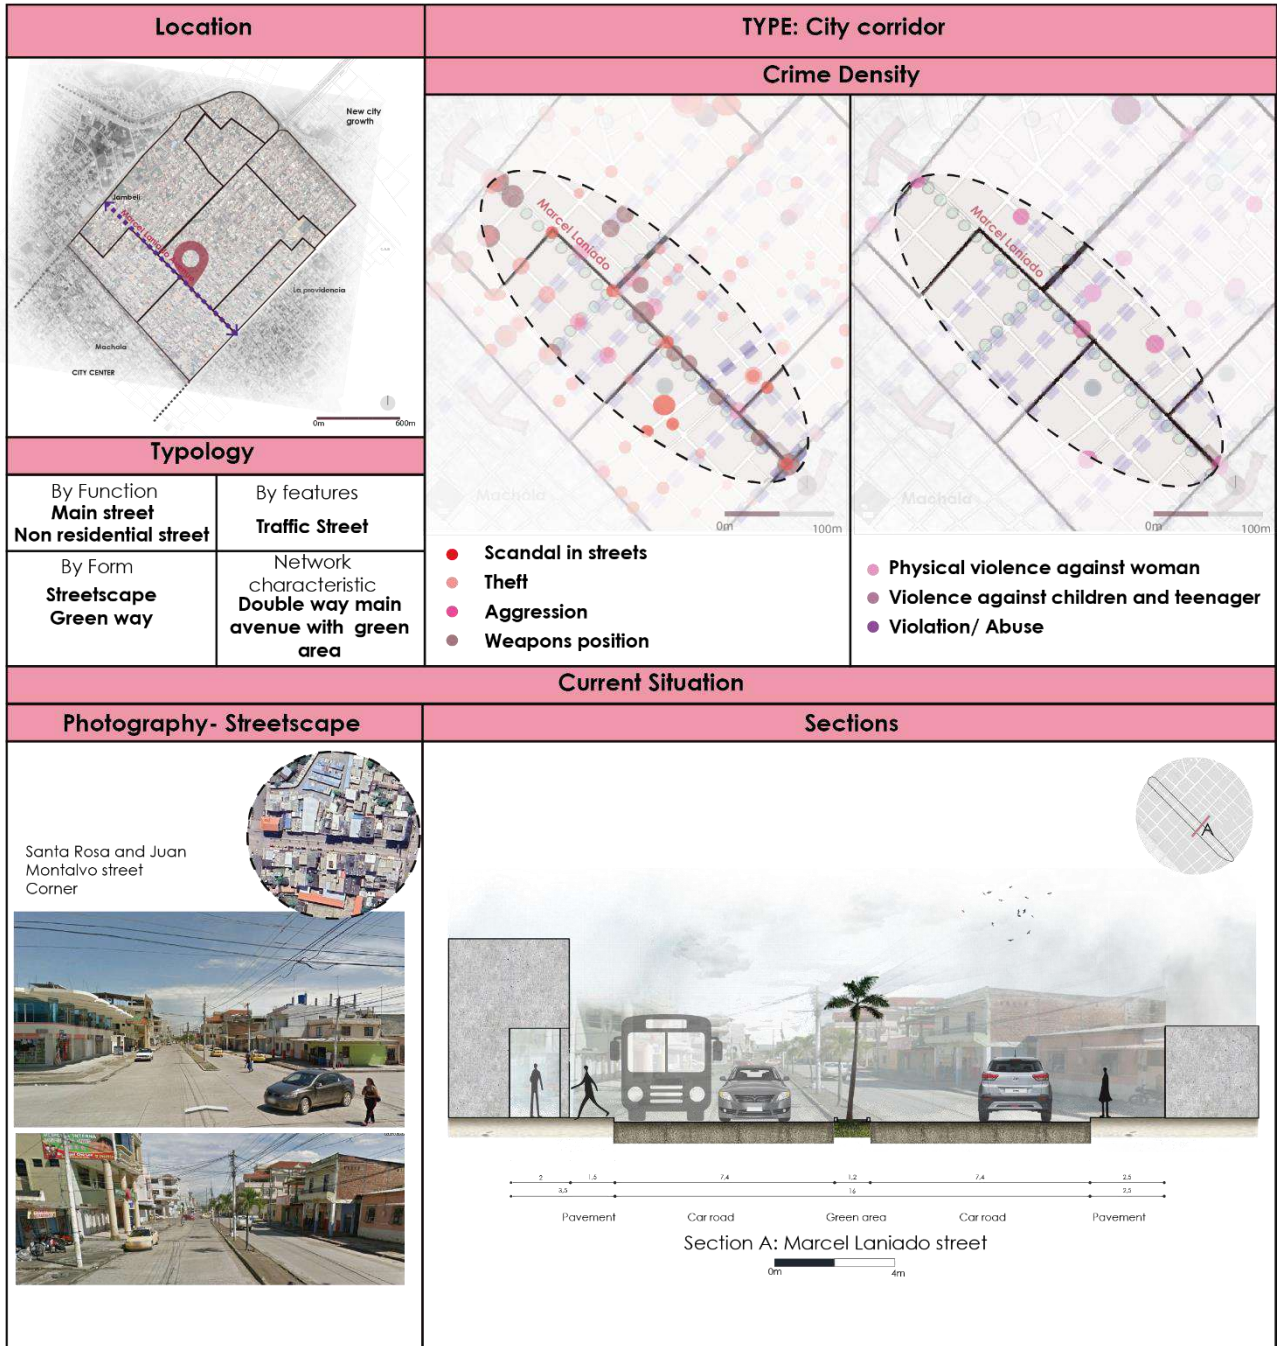 Location
TYPE: City corridor
Crime Density
New city
growth
Jambelí
Marcel Laniado
La providencia
Machala
CITY CENTER
0m
600m
Marcel Laniado
Machala
0m
100m
Marcel Laniado
Machala
0m
100m
Typology
By Function
Main street
Non residential street
By features
Traffic Street
By Form
Streetscape
Green way
Network
characteristic
Double way main
avenue with green
area
Scandal in streets
Theft
Aggression
Weapons position
Physical violence against woman
Violence against children and teenager
Violation/ Abuse
Current Situation
Photography- Streetscape
Sections
Santa Rosa and Juan
Montalvo street
Corner
A
2
1,5
7,4
1,2
7,4
2,5
3,5
16
2,5
Pavement
Car road
Green area
Car road
Pavement
Section A: Marcel Laniado street
0m
4m